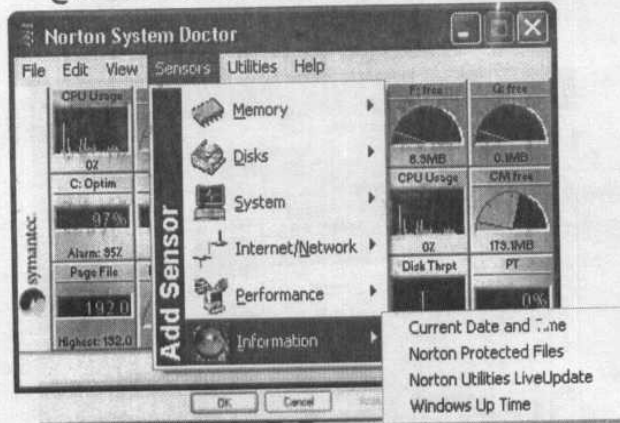 Norton System Doctor
File Edit View Sensors Utilities Help
CPU Usage
0%
C: Optim
97%
Alarm: 95%
Page File
192.0
Highest: 192.0
symantec
Add Sensor
Memory
Disks
System
Internet/Network
Performance
Information
F: free
G: free
8.9MB
0.1MB
CPU Usage
CM free
0%
179.1MB
Disk Thrpt
PT
0%
Current Date and
Norton Protected Files
Norton Utilities LiveUpdate
Windows Up Time
OK
Cancel